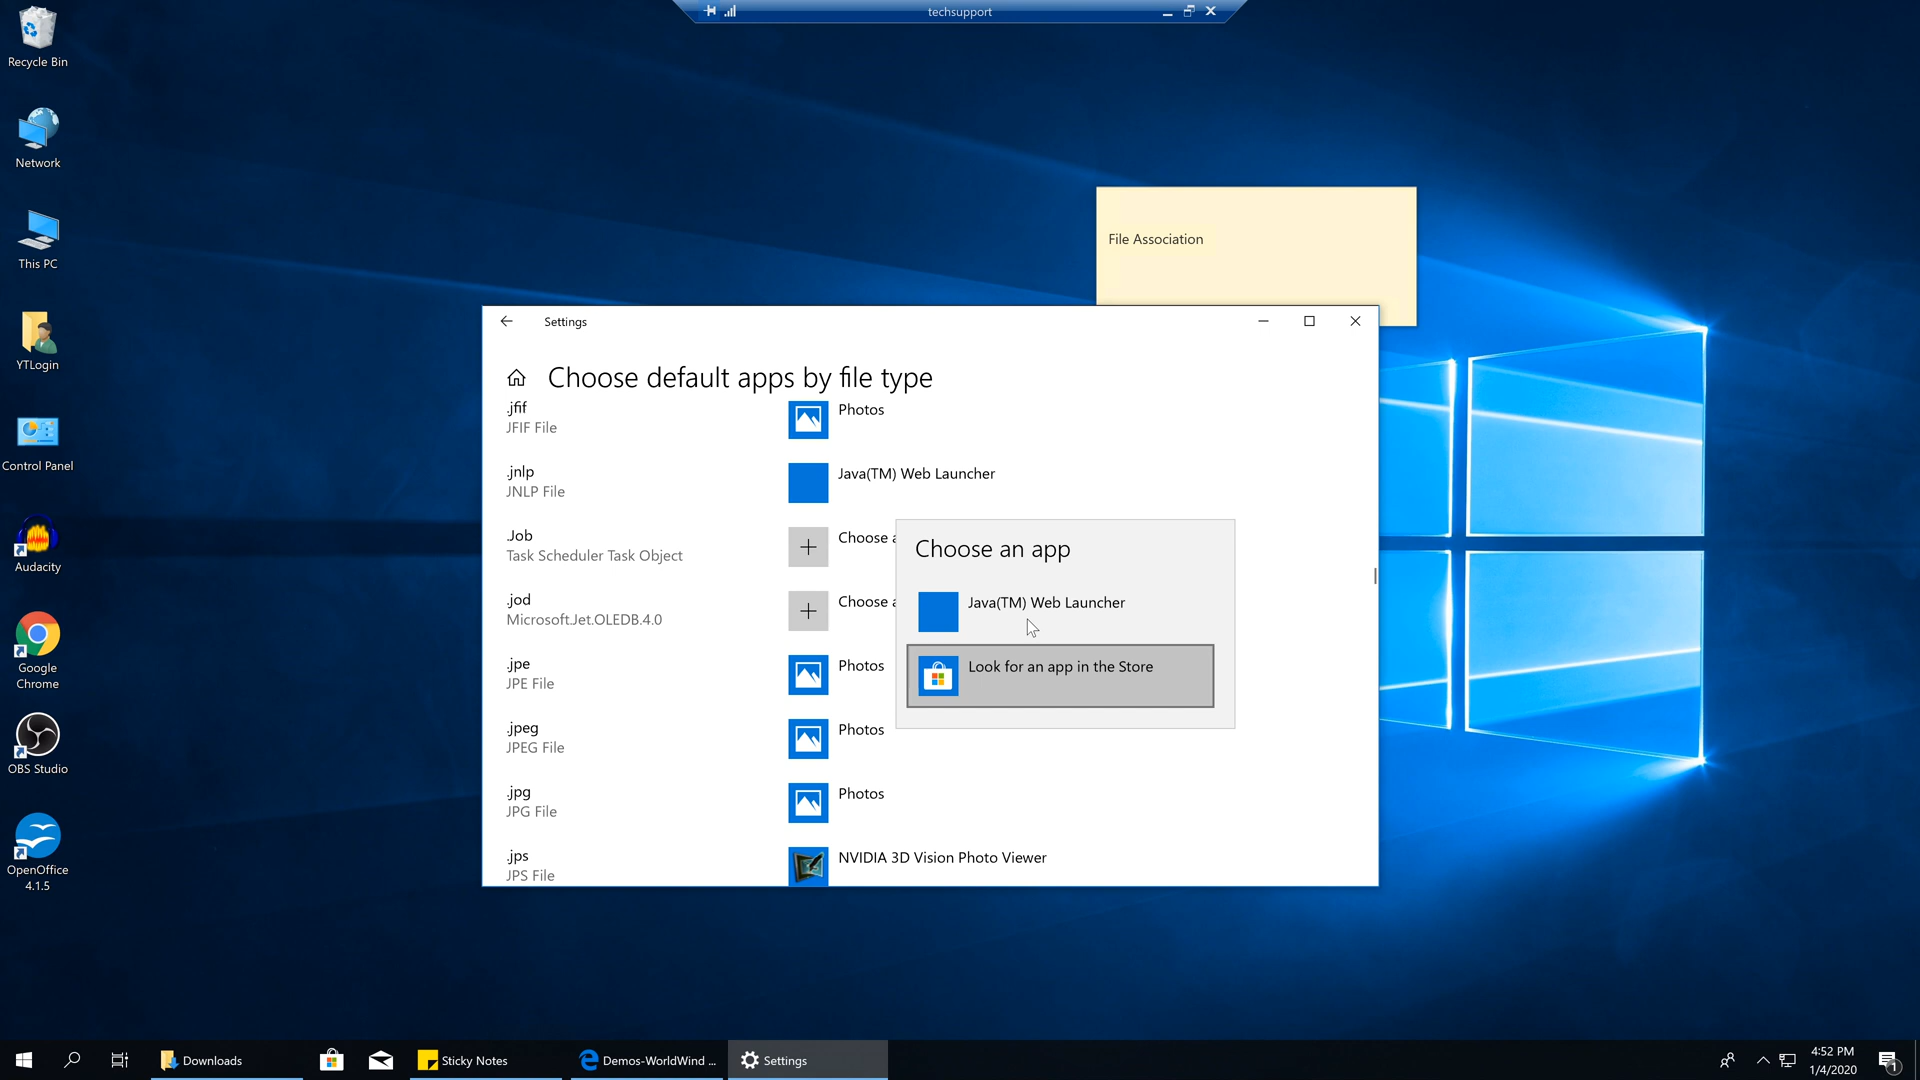 techsupport
Recycle Bin
Network
This PC
YTLogin
Control Panel
Audacity
Google
Chrome
OBS Studio
OpenOffice
4.1.5
File Association
Settings
Choose default apps by file type
.jfif
JFIF File
Photos
.jnlp
JNLP File
Java(TM) Web Launcher
.Job
Task Scheduler Task Object
Choose a
.jod
Microsoft.Jet.OLEDB.4.0
Choose a
.jpe
JPE File
Photos
.jpeg
JPEG File
Photos
.jpg
JPG File
Photos
.jps
JPS File
NVIDIA 3D Vision Photo Viewer
Choose an app
Java(TM) Web Launcher
Look for an app in the Store
Downloads
Sticky Notes
Demos-WorldWind ...
Settings
4:52 PM
1/4/2020
1